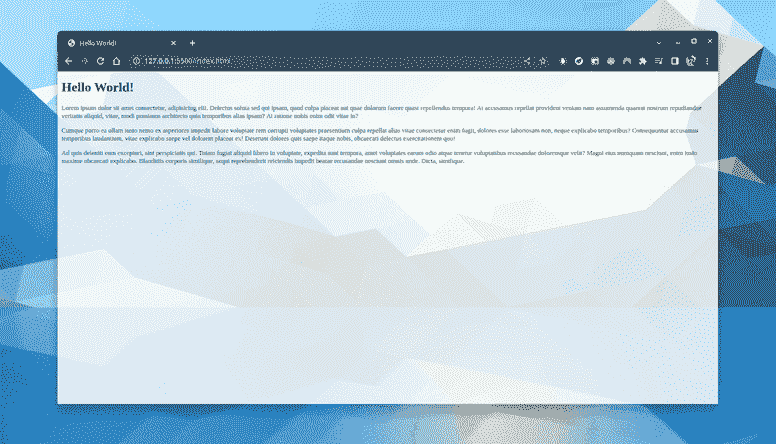 Hello World!
127.0.0.1:5500/index.html
Hello World!
Lorem ipsum dolor sit amet consectetur, adipisicing elit. Delectus soluta sed qui ipsam, quod culpa placeat aut quae dolorum facere quasi repellendus tempora! At accusamus repellat provident veniam nam assumenda quaerat nostrum repudiandae
veritatis aliquid, vitae, modi possimus architecto quis temporibus alias ipsam? At ratione nobis enim odit vitae in?
Cumque porro ea ullam iusto nemo ex asperiores impedit labore voluptate rem corrupti voluptates praesentium culpa repellat alias vitae consectetur enim fugit, dolores esse laboriosam non, neque explicabo temporibus? Consequuntur accusamus
temporibus laudantium, vitae explicabo saepe vel dolorem placeat ex! Deserunt dolores quis saepe itaque nobis, obcaecati delectus exercitationem quo!
Ad quis deleniti eius excepturi, sint perspiciatis qui. Totam fugiat aliquid libero in voluptate, expedita sunt tempora, amet voluptates earum odio atque tenetur voluptatibus recusandae doloremque velit? Magni eius numquam nesciunt, enim iusto
maxime obcaecati explicabo. Blanditiis corporis similique, sequi reprehenderit reiciendis impedit beatae recusandae nesciunt omnis unde. Dicta, similique.